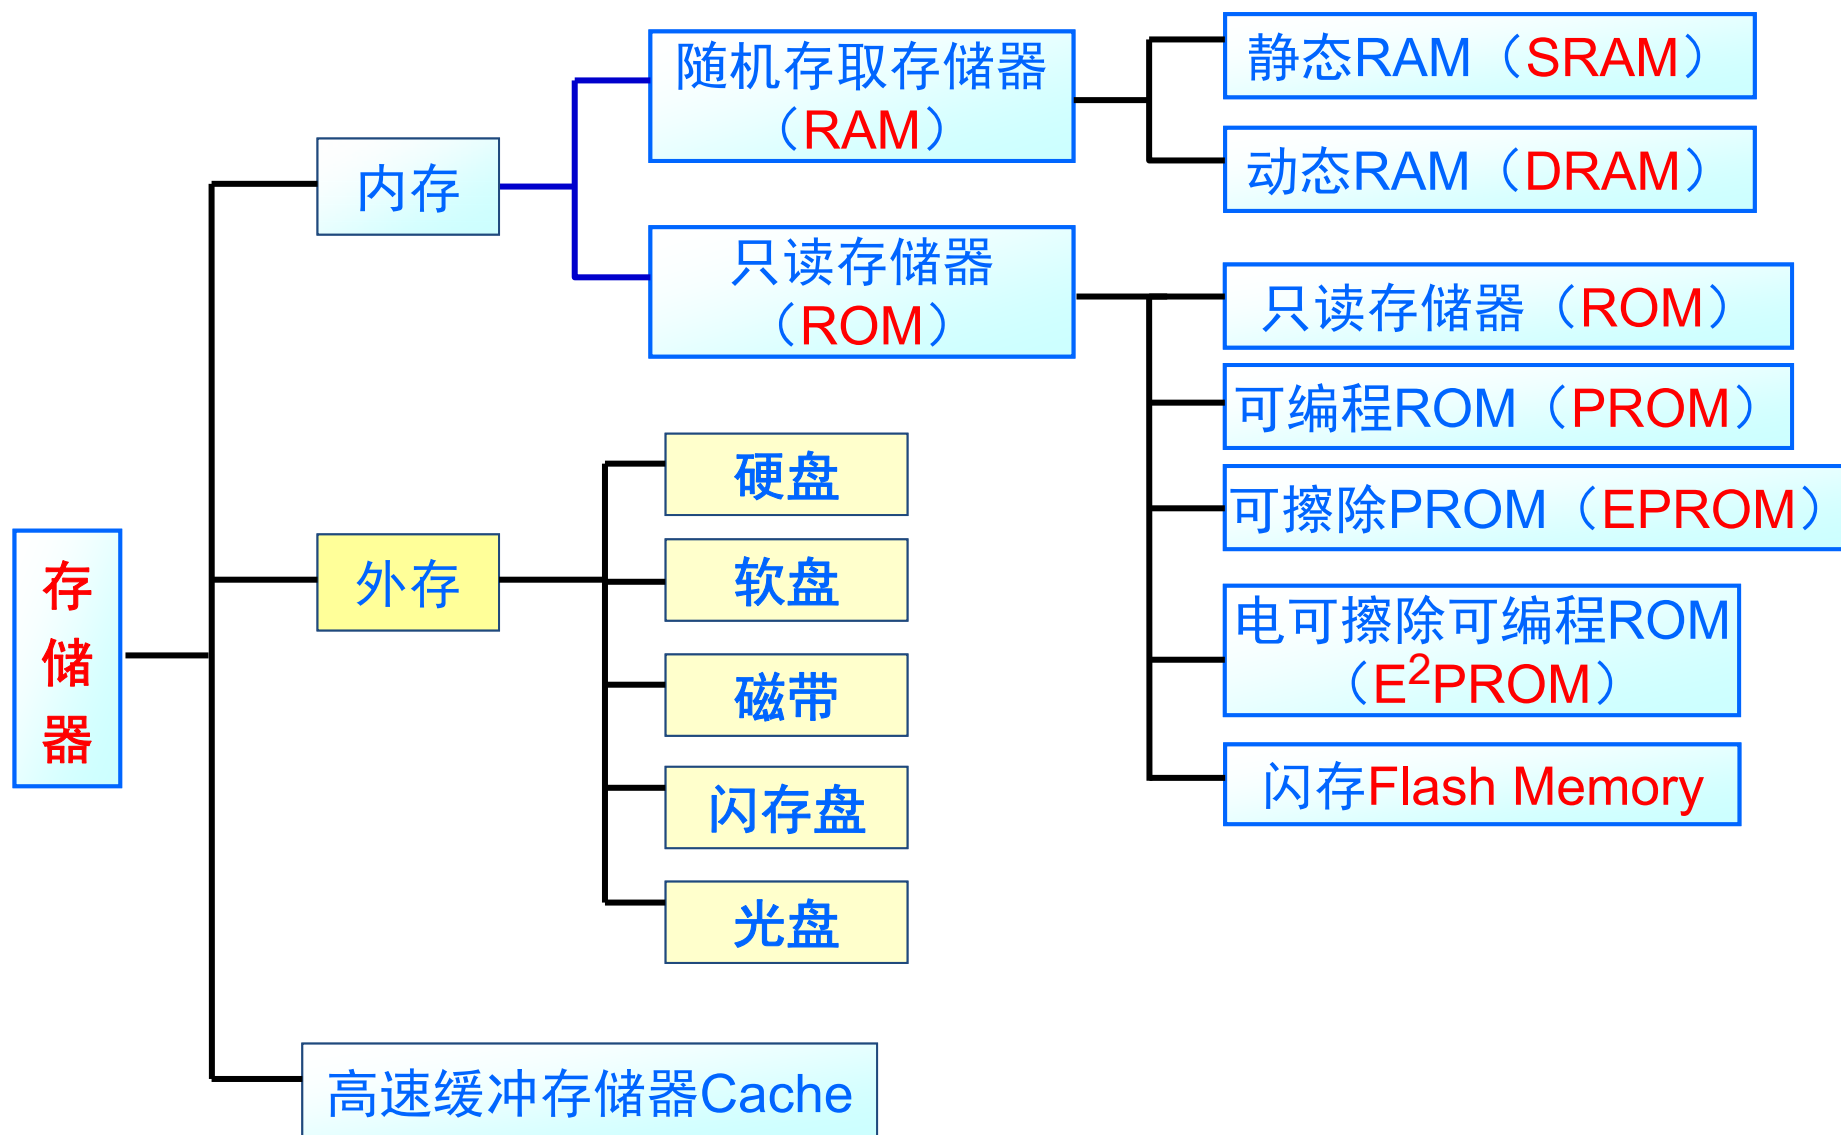 存
储
器
内存
随机存取存储器
（RAM）
静态RAM（SRAM）
动态RAM（DRAM）
只读存储器
（ROM）
只读存储器（ROM）
可编程ROM（PROM）
可擦除PROM（EPROM）
电可擦除可编程ROM
（E²PROM）
闪存Flash Memory
外存
硬盘
软盘
磁带
闪存盘
光盘
高速缓冲存储器Cache